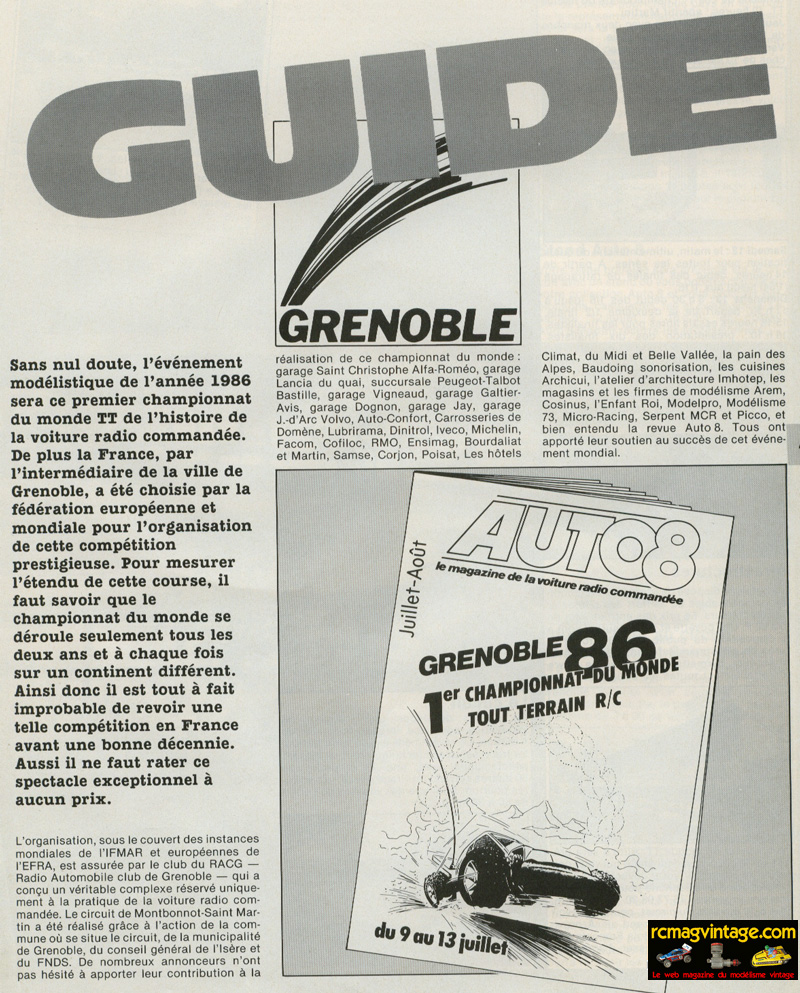 GUIDE
GRENOBLE
Sans nul doute, l'événement
modélistique de l'année 1986
sera ce premier championnat
du monde TT de l'histoire de
la voiture radio commandée.
De plus la France, par
l'intermédiaire de la ville de
Grenoble, a été choisie par la
fédération européenne et
mondiale pour l'organisation
de cette compétition
prestigieuse. Pour mesurer
l'étendu de cette course, il
faut savoir que le
championnat du monde se
déroule seulement tous les
deux ans et à chaque fois
sur un continent différent.
Ainsi donc il est tout à fait
improbable de revoir une
telle compétition en France
avant une bonne décennie.
Aussi il ne faut rater ce
spectacle exceptionnel à
aucun prix.
L'organisation, sous le couvert des instances
mondiales de l'IFMAR et européennes de
l'EFRA, est assurée par le club du RACG —
Radio Automobile club de Grenoble — qui a
conçu un véritable complexe réservé unique-
ment à la pratique de la voiture radio com-
mandée. Le circuit de Montbonnot-Saint Mar-
tin a été réalisé grâce à l'action de la com-
mune où se situe le circuit, de la municipalité
de Grenoble, du conseil général de l'Isère et
du FNDS. De nombreux annonceurs n'ont
pas hésité à apporter leur contribution à la
réalisation de ce championnat du monde :
garage Saint Christophe Alfa-Roméo, garage
Lancia du quai, succursale Peugeot-Talbot
Bastille, garage Vigneaud, garage Galtier-
Avis, garage Dognon, garage Jay, garage
J.-d'Arc Volvo, Auto-Confort, Carrosseries de
Domène, Lubrirama, Dinitrol, Iveco, Michelin,
Facom, Cofiloc, RMO, Ensimag, Bourdaliat
et Martin, Samse, Corjon, Poisat, Les hôtels
Climat, du Midi et Belle Vallée, la pain des
Alpes, Baudoing sonorisation, les cuisines
Archicui, l'atelier d'architecture Imhotep, les
magasins et les firmes de modélisme Arem,
Cosinus, l'Enfant Roi, Modelpro, Modélisme
73, Micro-Racing, Serpent MCR et Picco, et
bien entendu la revue Auto 8. Tous ont
apporté leur soutien au succès de cet événe-
ment mondial.
Juillet-Août
AUTO8
le magazine de la voiture radio commandée
GRENOBLE 86
1er CHAMPIONNAT DU MONDE
TOUT TERRAIN R/C
du 9 au 13 juillet
rcmagvintage.com
Le web magazine du modélisme vintage